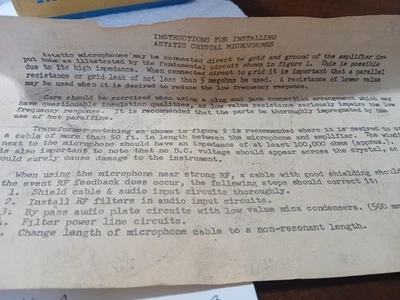 INSTRUCTIONS FOR INSTALLING
ASTATIC CRYSTAL MICROPHONES
Astatic microphones may be connected direct to grid and ground of the amplifier in-
put tube as illustrated by the fundamental circuit shown in figure 1. This is possible
due to its high impedance. When connected direct to grid it is important that a parallel
resistance or grid leak of not less than 5 megohms be used. A resistance of lower value
may be used when it is desired to reduce the low frequency response.
Care should be exercised when using a plug and jack connection arrangement which may
have questionable insulation qualities, as low value resistance seriously impairs the low
frequency response. It is recommended that the parts be thoroughly impregnated by the
use of hot paraffine.
Transformer matching as shown in figure 2 is recommended where it is desired to
a cable of more than 50 ft. in length between the microphone and amplifier. The
next to the microphone should have an impedance of at least 100,000 ohms (approx.).
is also important to note that no D.C. voltage should appear across the crystal, as
would surely cause damage to the instrument.
When using the microphone near strong RF, a cable with good shielding
the event RF feedback does occur, the following steps should correct it:
1. Shield cable & audio input circuits thoroughly.
2. Install RF filters in audio input circuits.
3. By pass audio plate circuits with low value mica condensers. (500
. Filter power line circuits.
. Change length of microphone cable to a non-resonant length.